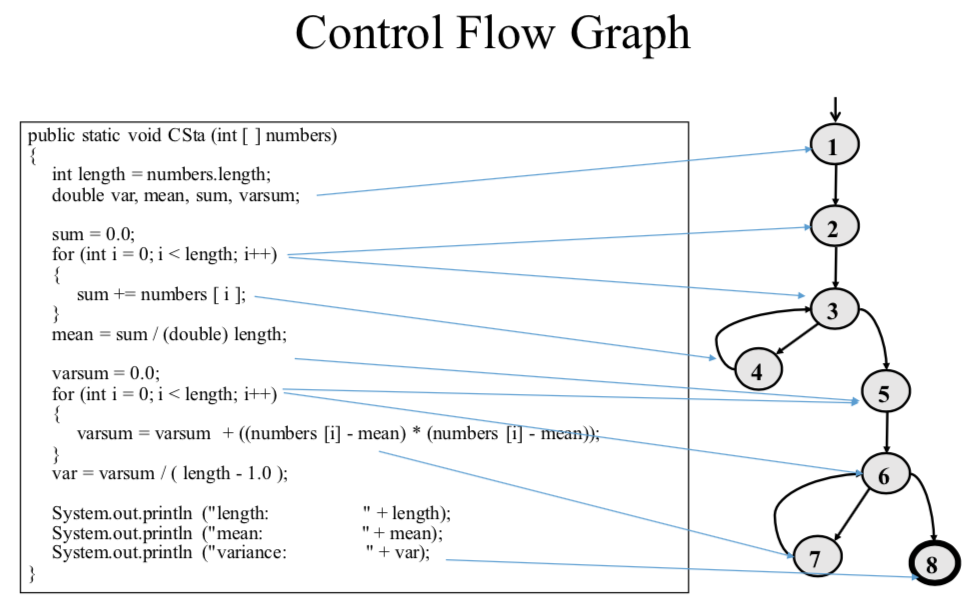 Control Flow Graph
public static void CSta (int [ ] numbers)
{
int length = numbers.length;
double var, mean, sum, varsum;
sum = 0.0;
for (int i = 0; i < length; i++)
{
sum += numbers [ i ];
}
mean = sum / (double) length;
varsum = 0.0;
for (int i = 0; i < length; i++)
{
varsum = varsum + ((numbers [i] - mean) * (numbers [i] - mean));
}
var = varsum / ( length - 1.0 );
System.out.println ("length: " + length);
System.out.println ("mean: " + mean);
System.out.println ("variance: " + var);
}
1
2
3
4
5
6
7
8